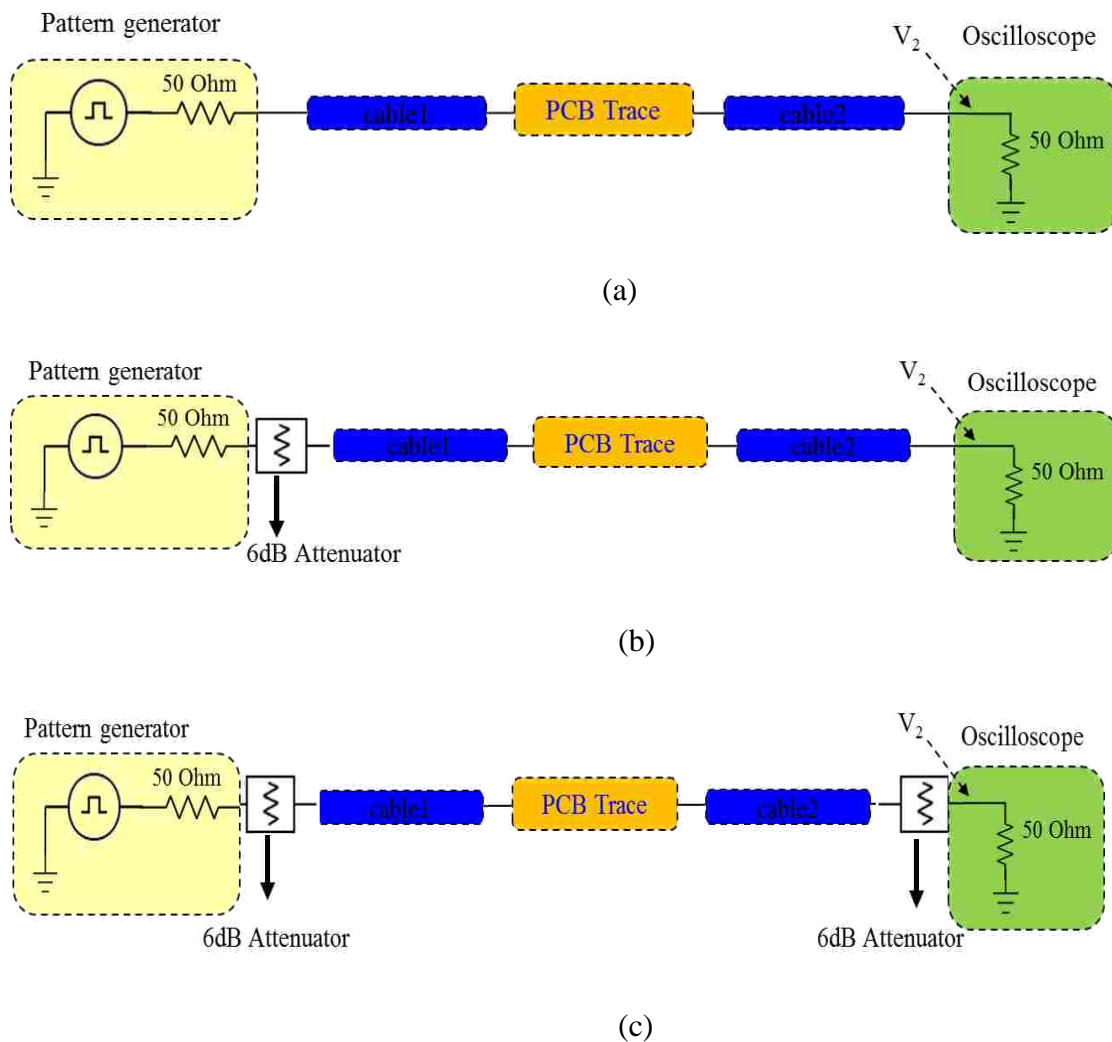 Pattern generator
V2
Oscilloscope
50 Ohm
cable1
PCB Trace
cable2
50 Ohm
(a)
Pattern generator
V2
Oscilloscope
50 Ohm
cable1
PCB Trace
cable2
50 Ohm
6dB Attenuator
(b)
Pattern generator
V2
Oscilloscope
50 Ohm
cable1
PCB Trace
cable2
50 Ohm
6dB Attenuator
6dB Attenuator
(c)